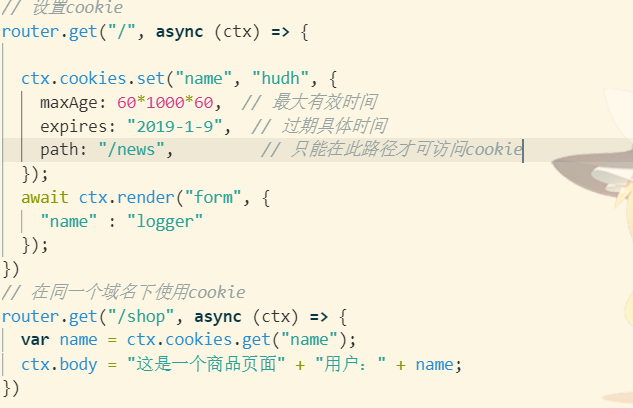 // 设置cookie
router.get("/", async (ctx) => {
ctx.cookies.set("name", "hudh", {
maxAge: 60*1000*60,  // 最大有效时间
expires: "2019-1-9",  // 过期具体时间
path: "/news",         // 只能在此路径才可访问cookie
});
await ctx.render("form", {
"name" : "logger"
});
})
// 在同一个域名下使用cookie
router.get("/shop", async (ctx) => {
var name = ctx.cookies.get("name");
ctx.body = "这是一个商品页面" + "用户：" + name;
})